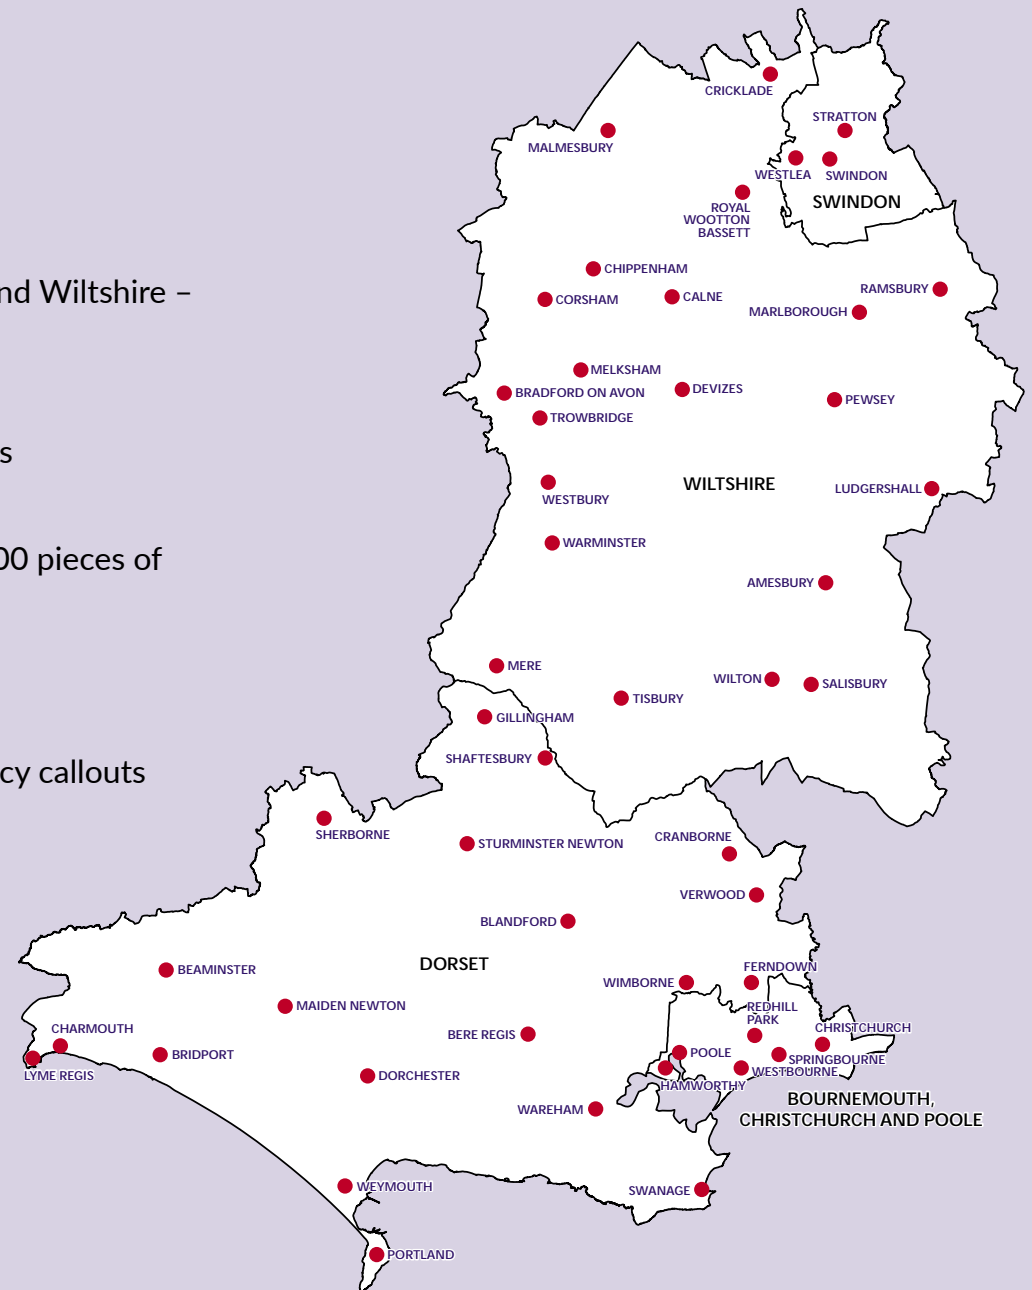 nd Wiltshire –
s
00 pieces of
cy callouts
CRICKLADE
STRATTON
MALMESBURY
WESTLEA
SWINDON
SWINDON
ROYAL
WOOTTON
BASSETT
CHIPPENHAM
CORSHAM
CALNE
RAMSBURY
MARLBOROUGH
MELKSHAM
BRADFORD ON AVON
DEVIZES
PEWSEY
TROWBRIDGE
WILTSHIRE
LUDGERSHALL
WESTBURY
WARMINSTER
AMESBURY
MERE
WILTON
SALISBURY
TISBURY
GILLINGHAM
SHAFTESBURY
SHERBORNE
STURMINSTER NEWTON
CRANBORNE
VERWOOD
BLANDFORD
DORSET
BEAMINSTER
FERNDOWN
WIMBORNE
MAIDEN NEWTON
REDHILL
PARK
CHARMOUTH
BERE REGIS
CHRISTCHURCH
BRIDPORT
POOLE
SPRINGBOURNE
LYME REGIS
DORCHESTER
WESTBOURNE
HAMWORTHY
WAREHAM
BOURNEMOUTH,
CHRISTCHURCH AND POOLE
WEYMOUTH
SWANAGE
PORTLAND